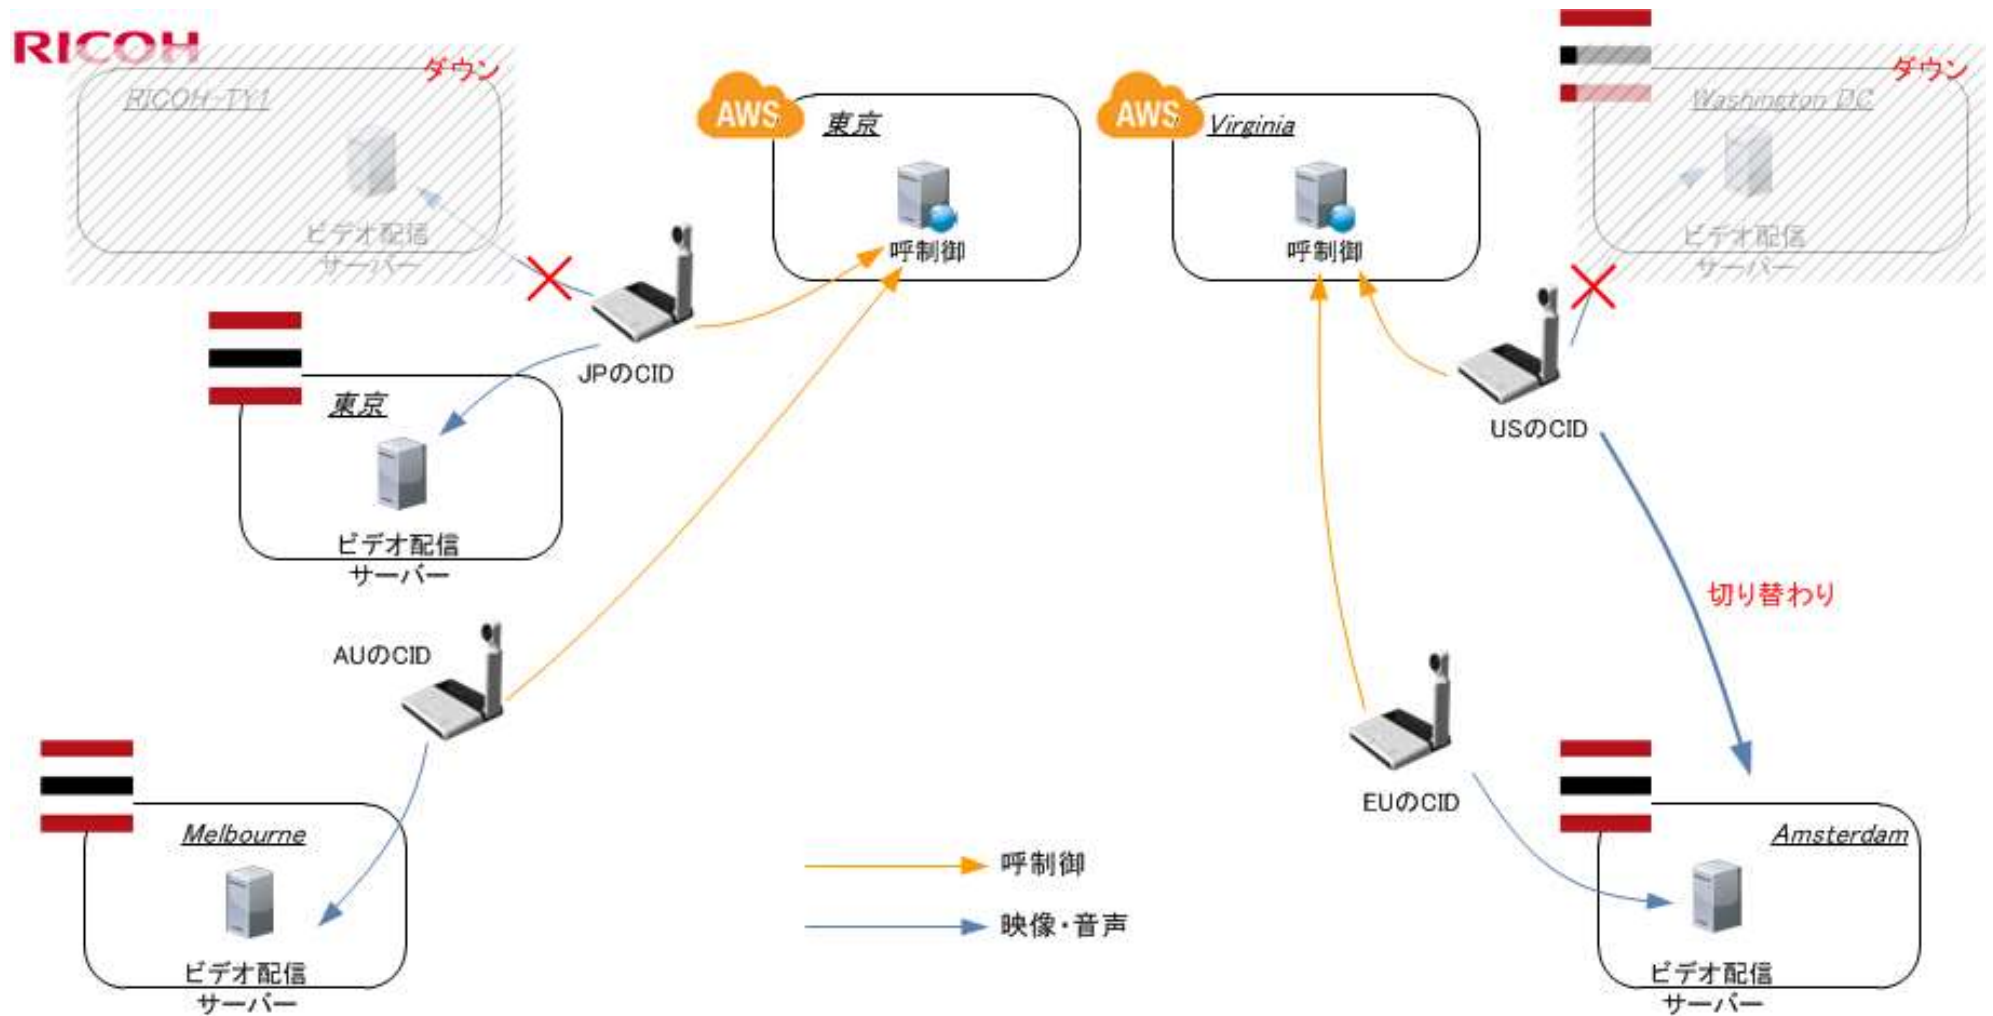 RICOH
ダウン
RICOH-TY1
ビデオ配信
サーバー
AWS
東京
呼制御
AWS
Virginia
呼制御
ダウン
Washington DC
ビデオ配信
サーバー
JPのCID
USのCID
東京
ビデオ配信
サーバー
切り替わり
AUのCID
EUのCID
Melbourne
ビデオ配信
サーバー
呼制御
映像・音声
Amsterdam
ビデオ配信
サーバー